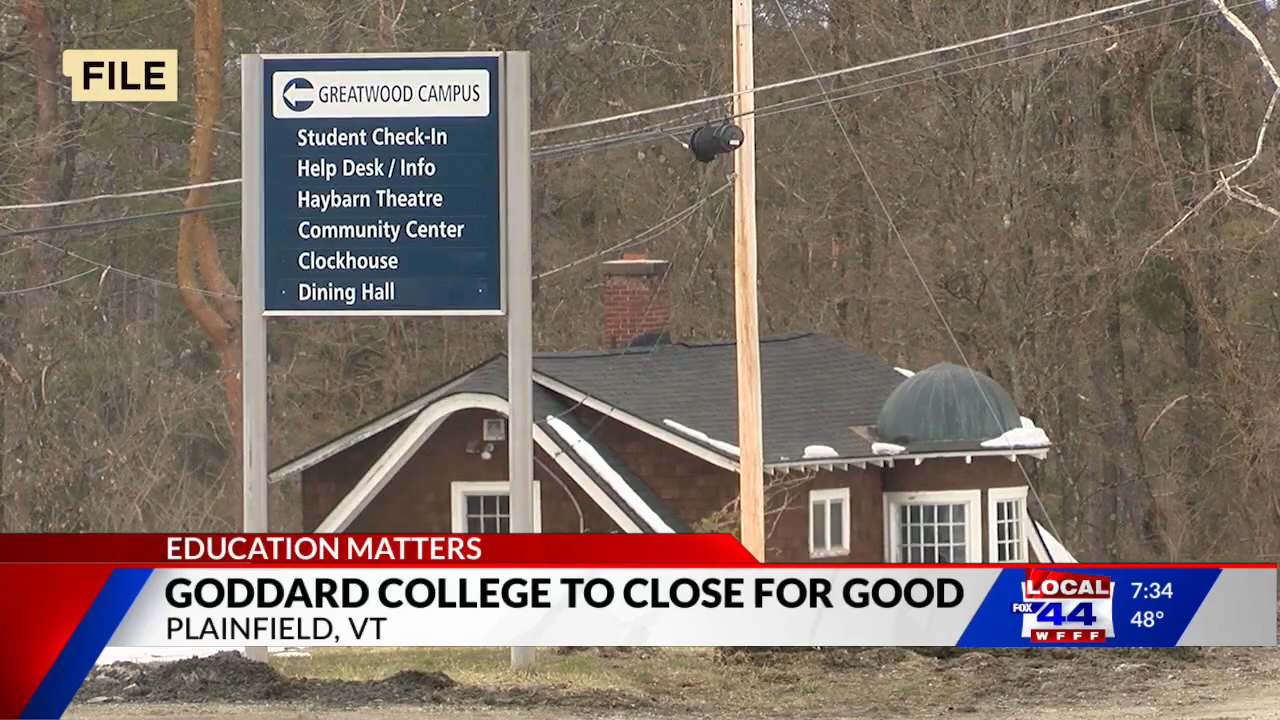 FILE
GREATWOOD CAMPUS
Student Check-In
Help Desk / Info
Haybarn Theatre
Community Center
Clockhouse
Dining Hall
EDUCATION MATTERS
GODDARD COLLEGE TO CLOSE FOR GOOD
PLAINFIELD, VT
LOCAL
FOX 44
WFFF
7:34
48°